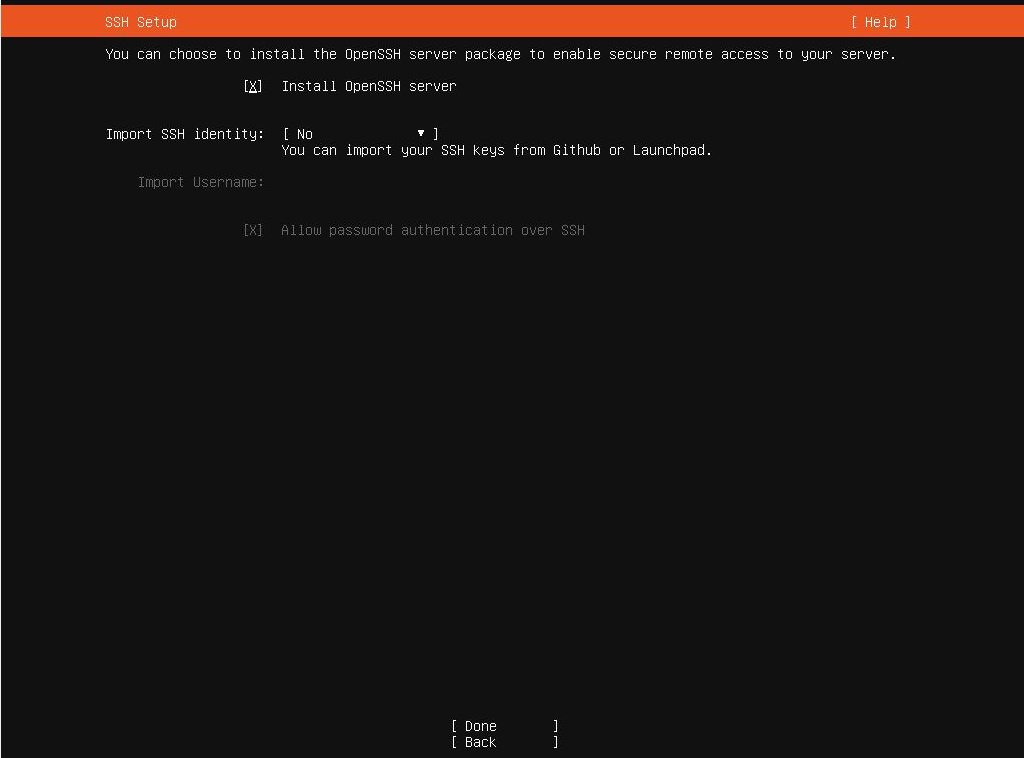 SSH Setup [ Help ]
You can choose to install the OpenSSH server package to enable secure remote access to your server.
[X] Install OpenSSH server
Import SSH identity: [ No ▾ ]
You can import your SSH keys from Github or Launchpad.
Import Username:
[X] Allow password authentication over SSH
[ Done ]
[ Back ]